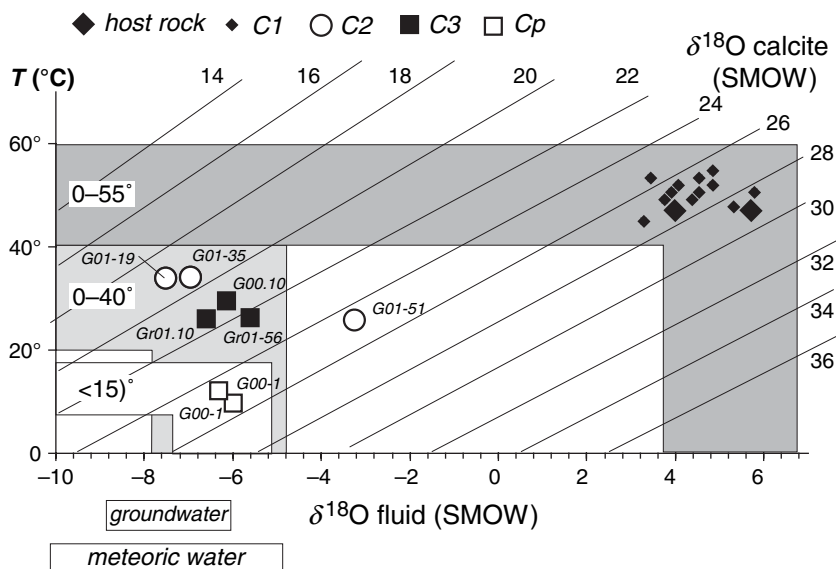 host rock C1 C2 C3 Cp
δ18O calcite
(SMOW)
T (°C)
14 16 18 20 22 24 26 28 30 32 34 36
60°
40°
20°
0
0–55°
0–40°
<15)°
G01-19
G01-35
G00.10
Gr01.10
Gr01-56
G01-51
G00-1
G00-1
–10 –8 –6 –4 –2 0 2 4 6
δ18O fluid (SMOW)
groundwater
meteoric water